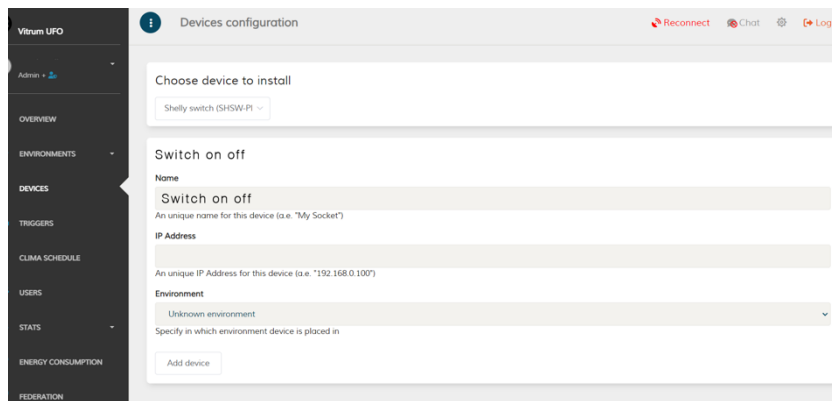 Vitrum UFO
Devices configuration
Reconnect
Chat
Log
Admin +
OVERVIEW
ENVIRONMENTS
DEVICES
TRIGGERS
CLIMA SCHEDULE
USERS
STATS
ENERGY CONSUMPTION
FEDERATION
Choose device to install
Shelly switch (SHSW-PI
Switch on off
Name
Switch on off
An unique name for this device (a.e. "My Socket")
IP Address
An unique IP Address for this device (a.e. "192.168.0.100")
Environment
Unknown environment
Specify in which environment device is placed in
Add device